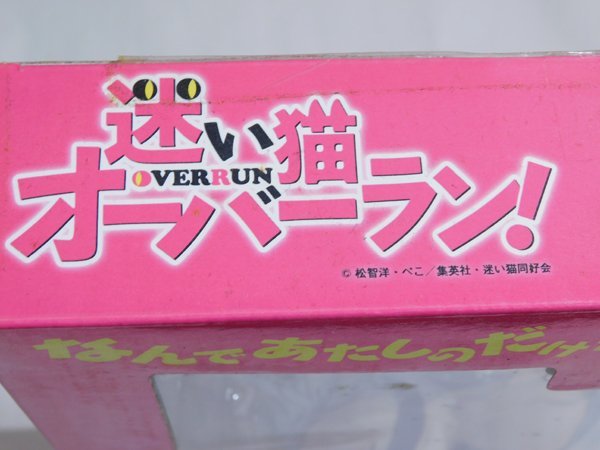 迷い猫
OVERRUN
オーバーラン!
© 松智洋・ぺこ／集英社・迷い猫同好会
なんであたしのだけ